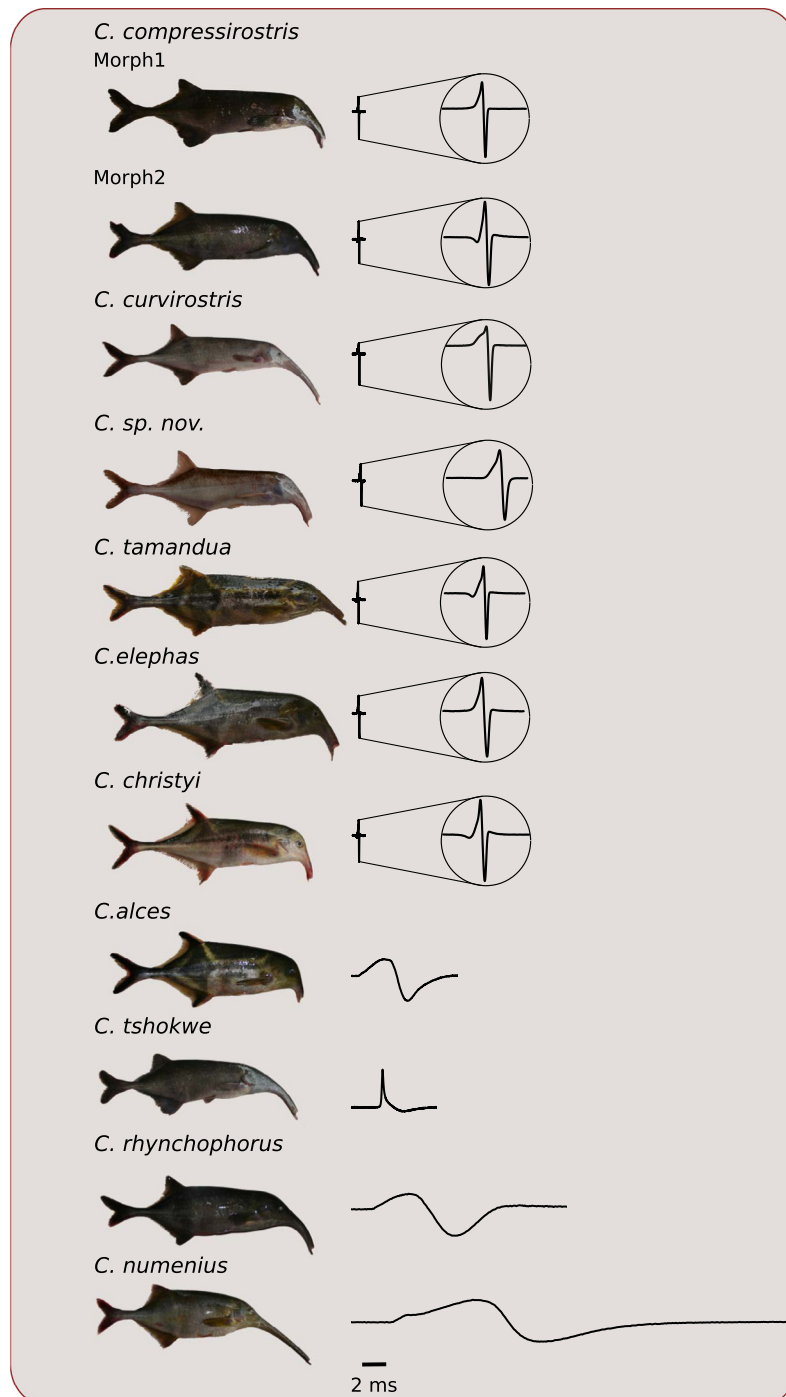 C. compressirostris
Morph1
Morph2
C. curvirostris
C. sp. nov.
C. tamandua
C.elephas
C. christyi
C.alces
C. tshokwe
C. rhynchophorus
C. numenius
2 ms